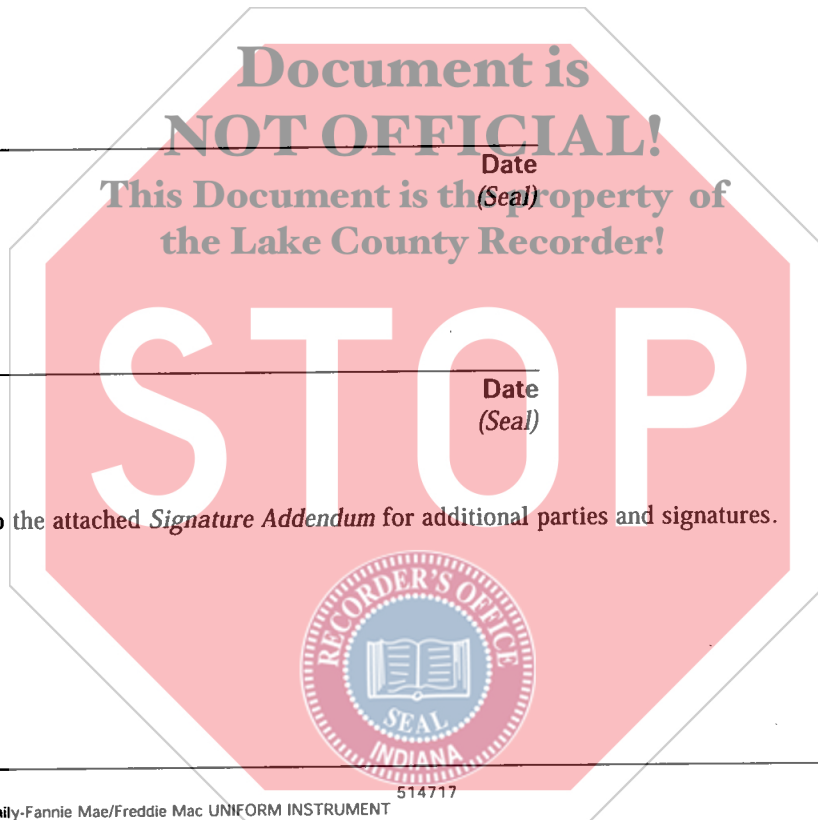 Document is
NOT OFFICIAL!
Date
This Document is the property of
(Seal)
the Lake County Recorder!
STOP
Date
(Seal)
the attached Signature Addendum for additional parties and signatures.
RECORDER'S OFFICE
SEAL
INDIANA
514717
-Fannie Mae/Freddie Mac UNIFORM INSTRUMENT